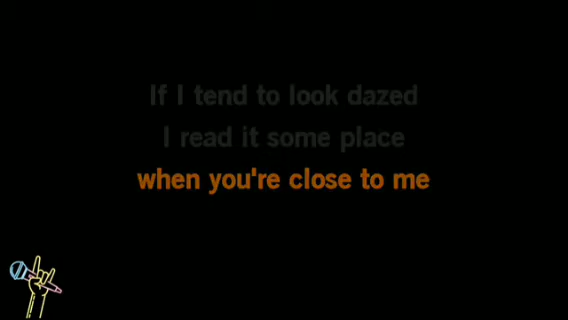 If I tend to look dazed
I read it some place
when you're close to me